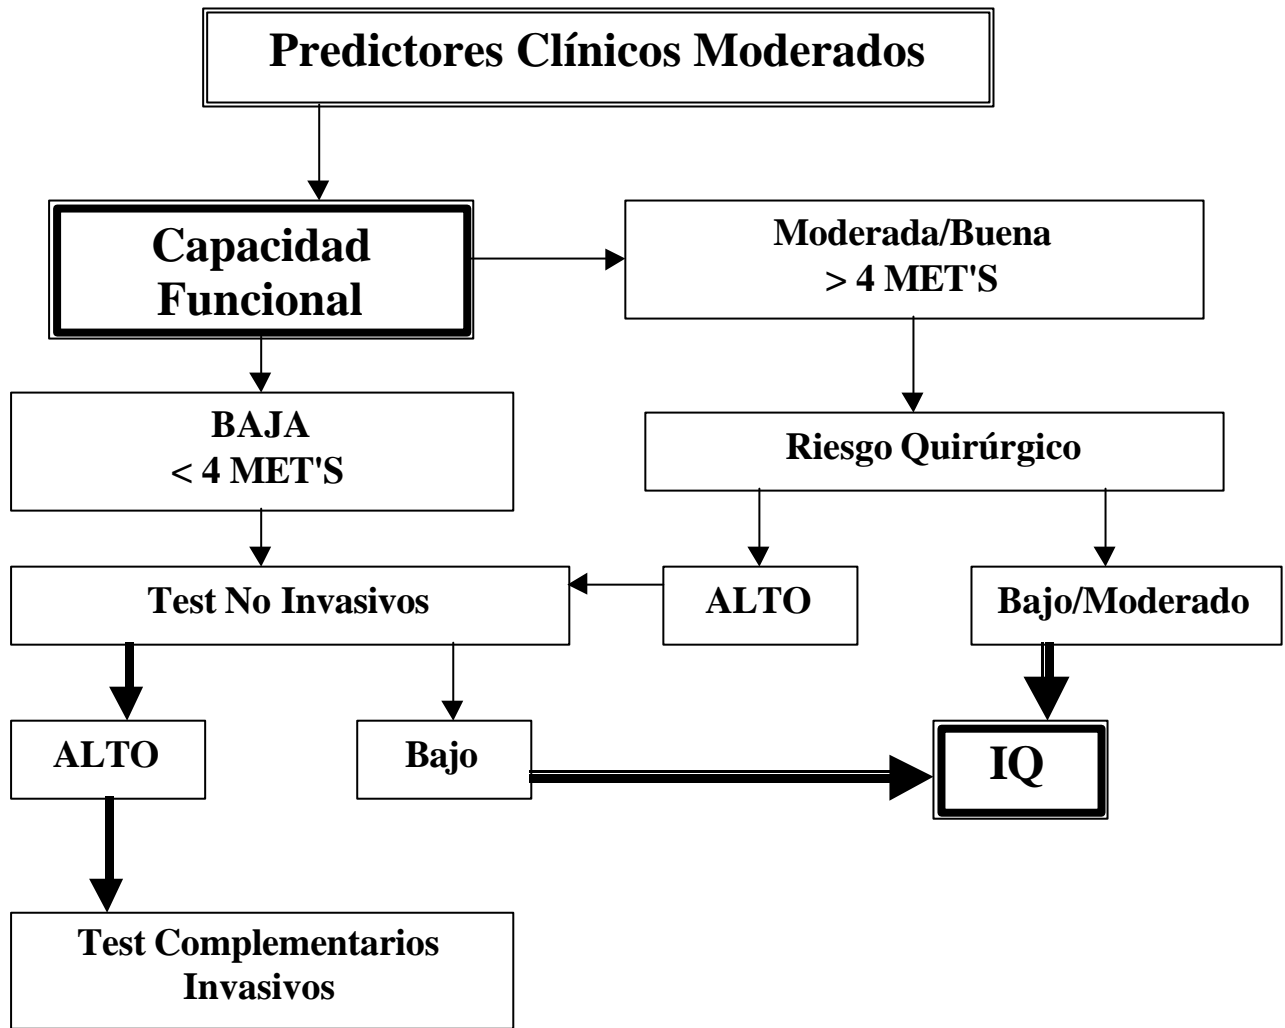 Predictores Clínicos Moderados
Capacidad
Funcional
Moderada/Buena
> 4 MET'S
BAJA
< 4 MET'S
Riesgo Quirúrgico
Test No Invasivos
ALTO
Bajo/Moderado
ALTO
Bajo
IQ
Test Complementarios
Invasivos